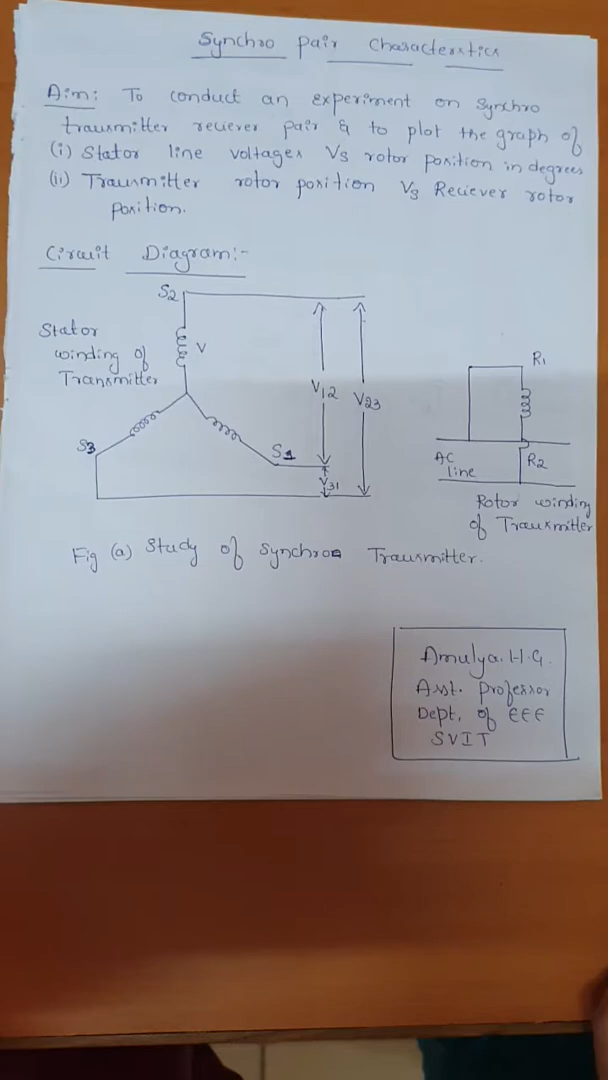 Synchro pair Characteristics
Aim: To conduct an experiment on Synchro
transmitter reciever pair & to plot the graph of
(i) Stator line voltages Vs rotor position in degrees
(ii) Transmitter rotor position Vs Reciever rotor
position.
Circuit Diagram:-
S2
Stator
winding of
Transmitter
V
V12
V23
S3
S1
V31
R1
AC
line
R2
Rotor winding
of Transmitter
Fig (a) Study of Synchro Transmitter.
Amulya. H.G.
Asst. Professor
Dept. of EEE
SVIT